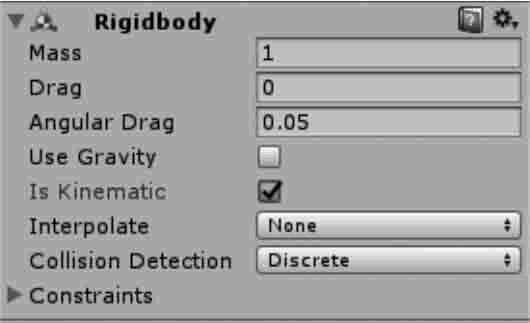 Rigidbody
Mass 1
Drag 0
Angular Drag 0.05
Use Gravity
Is Kinematic
Interpolate None
Collision Detection Discrete
Constraints